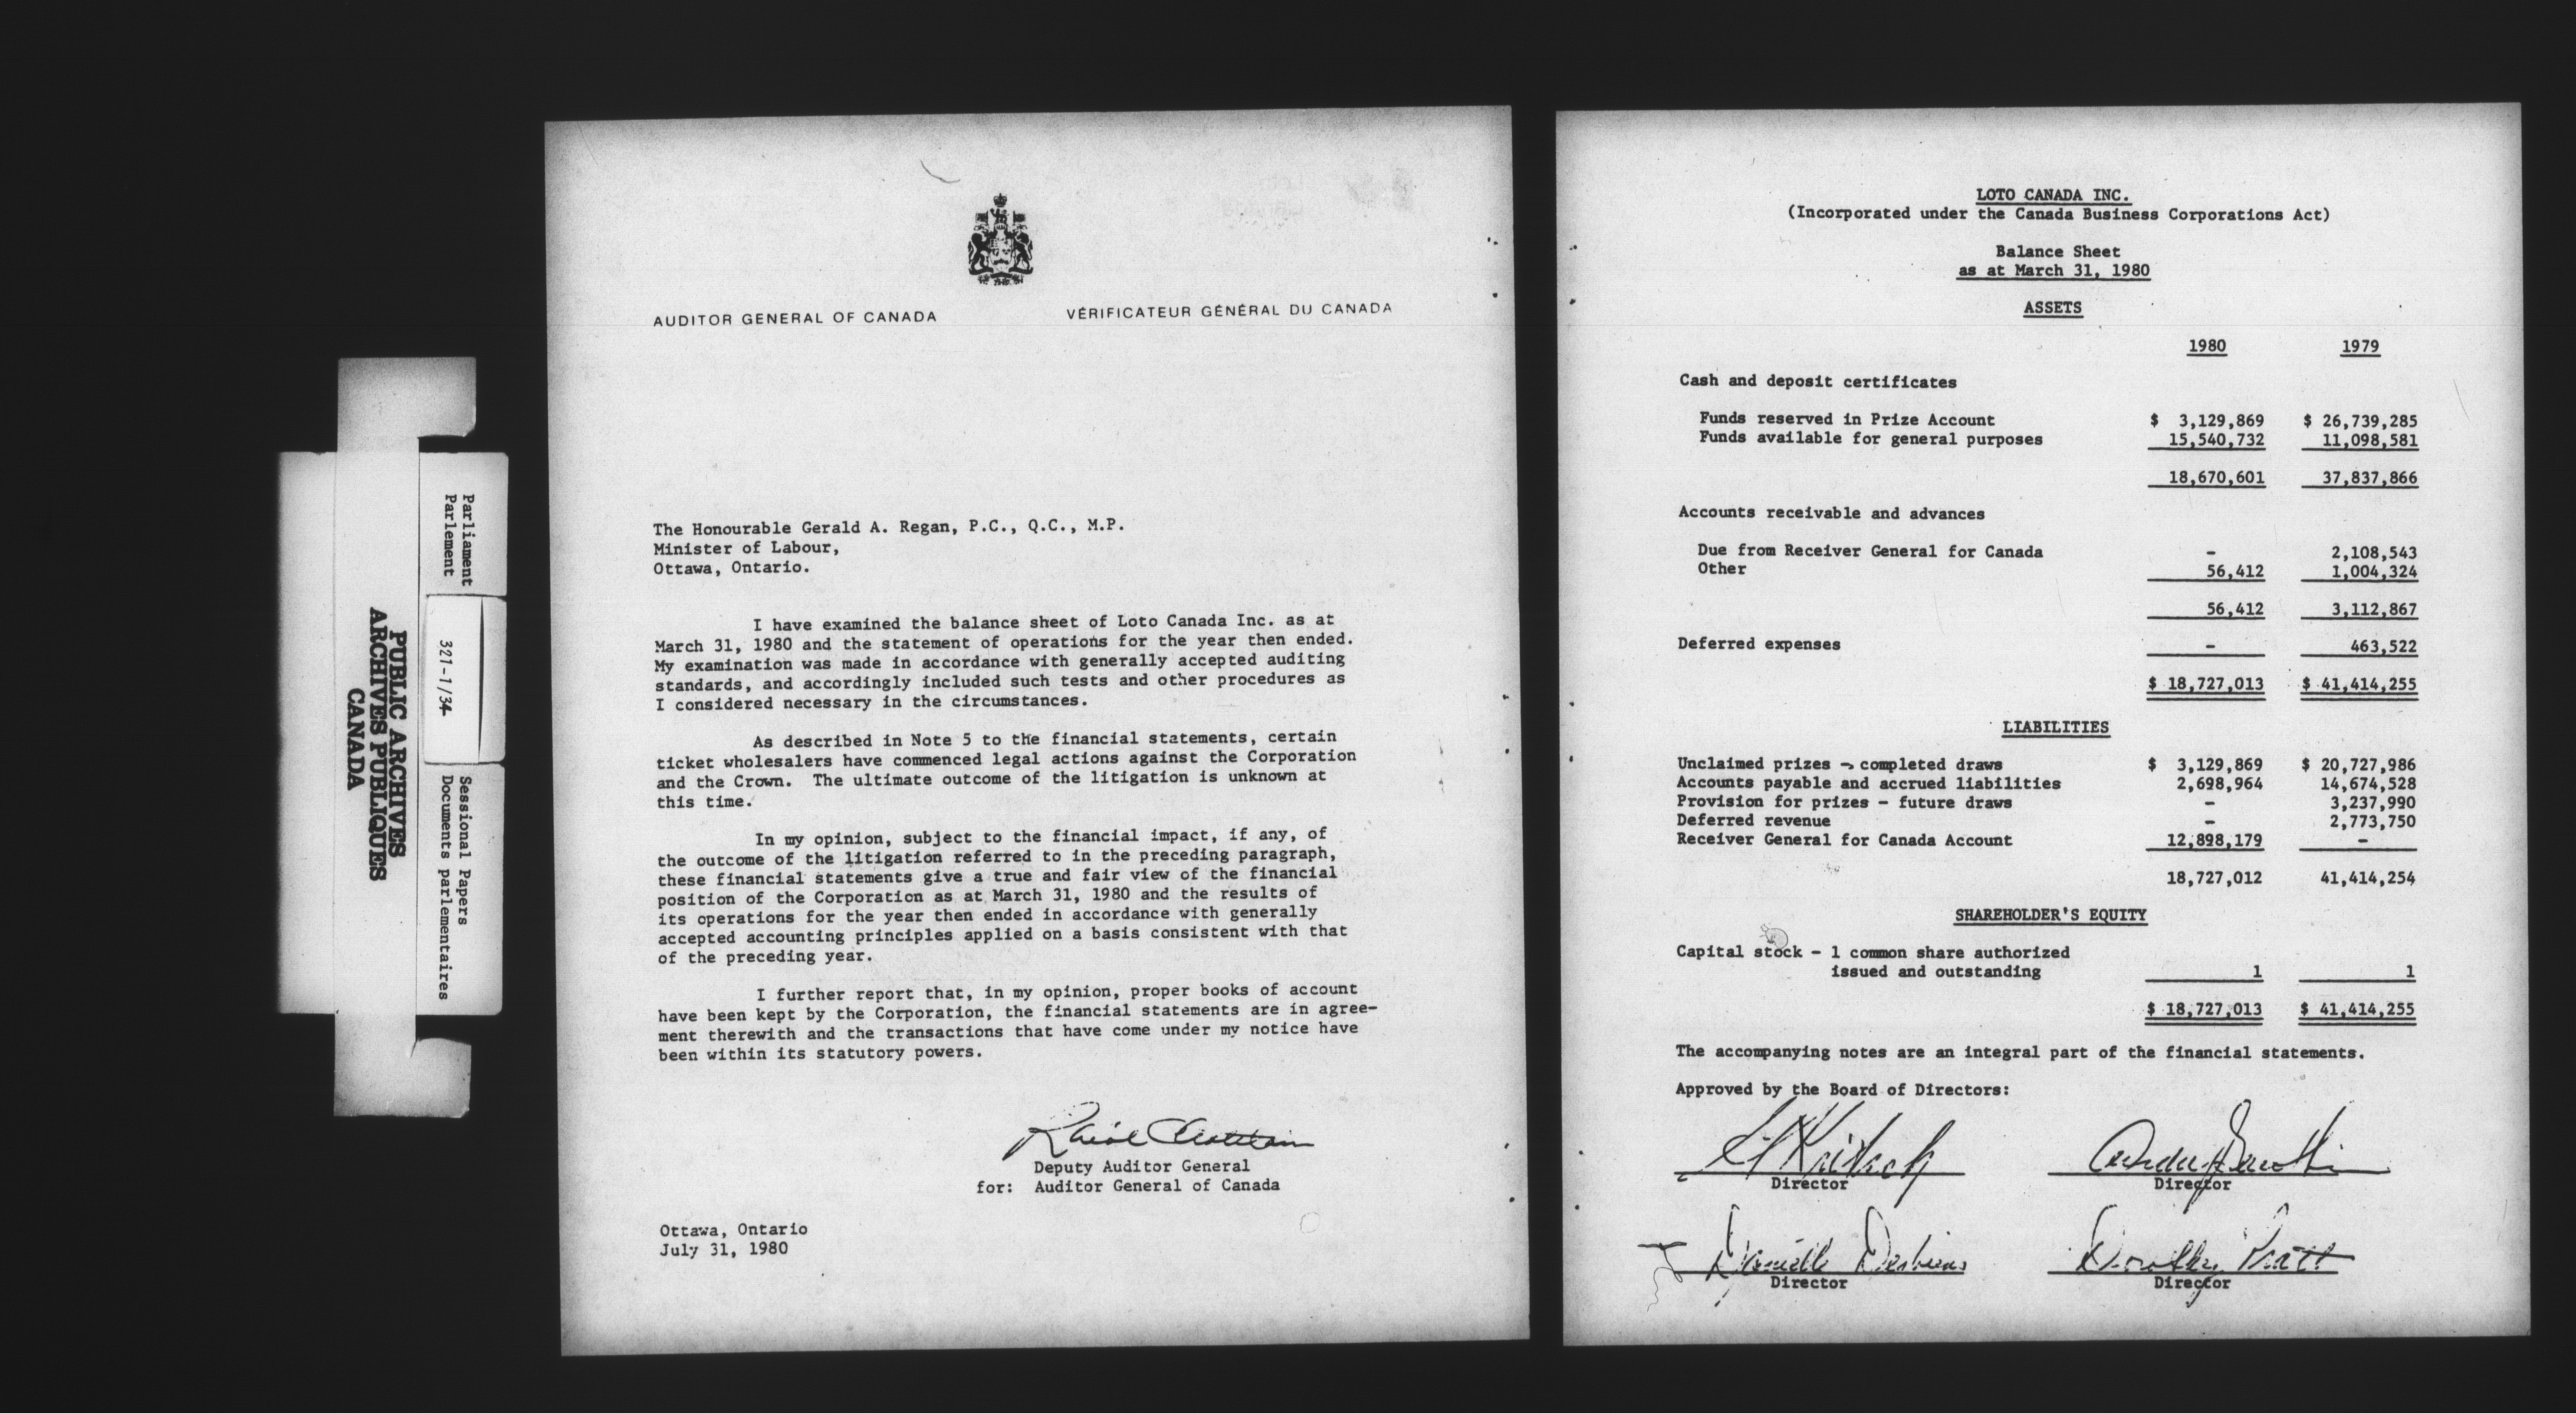 Parliament
Parlement
321-1/34
Sessional Papers
Documents parlementaires
PUBLIC ARCHIVES
ARCHIVES PUBLIQUES
CANADA
AUDITOR GENERAL OF CANADA
VÉRIFICATEUR GÉNÉRAL DU CANADA
The Honourable Gerald A. Regan, P.C., Q.C., M.P.
Minister of Labour,
Ottawa, Ontario.
I have examined the balance sheet of Loto Canada Inc. as at
March 31, 1980 and the statement of operations for the year then ended.
My examination was made in accordance with generally accepted auditing
standards, and accordingly included such tests and other procedures as
I considered necessary in the circumstances.
As described in Note 5 to the financial statements, certain
ticket wholesalers have commenced legal actions against the Corporation
and the Crown. The ultimate outcome of the litigation is unknown at
this time.
In my opinion, subject to the financial impact, if any, of
the outcome of the litigation referred to in the preceding paragraph,
these financial statements give a true and fair view of the financial
position of the Corporation as at March 31, 1980 and the results of
its operations for the year then ended in accordance with generally
accepted accounting principles applied on a basis consistent with that
of the preceding year.
I further report that, in my opinion, proper books of account
have been kept by the Corporation, the financial statements are in agree-
ment therewith and the transactions that have come under my notice have
been within its statutory powers.
Deputy Auditor General
for: Auditor General of Canada
Ottawa, Ontario
July 31, 1980
LOTO CANADA INC.
(Incorporated under the Canada Business Corporations Act)
Balance Sheet
as at March 31, 1980
ASSETS
1980 1979
Cash and deposit certificates
Funds reserved in Prize Account $ 3,129,869 $ 26,739,285
Funds available for general purposes 15,540,732 11,098,581
18,670,601 37,837,866
Accounts receivable and advances
Due from Receiver General for Canada - 2,108,543
Other 56,412 1,004,324
56,412 3,112,867
Deferred expenses - 463,522
$ 18,727,013 $ 41,414,255
LIABILITIES
Unclaimed prizes - completed draws $ 3,129,869 $ 20,727,986
Accounts payable and accrued liabilities 2,698,964 14,674,528
Provision for prizes - future draws - 3,237,990
Deferred revenue - 2,773,750
Receiver General for Canada Account 12,898,179 -
18,727,012 41,414,254
SHAREHOLDER'S EQUITY
Capital stock - 1 common share authorized
issued and outstanding 1 1
$ 18,727,013 $ 41,414,255
The accompanying notes are an integral part of the financial statements.
Approved by the Board of Directors:
Director Director
Danielle Desbiens Dorothy Pratt
Director Director